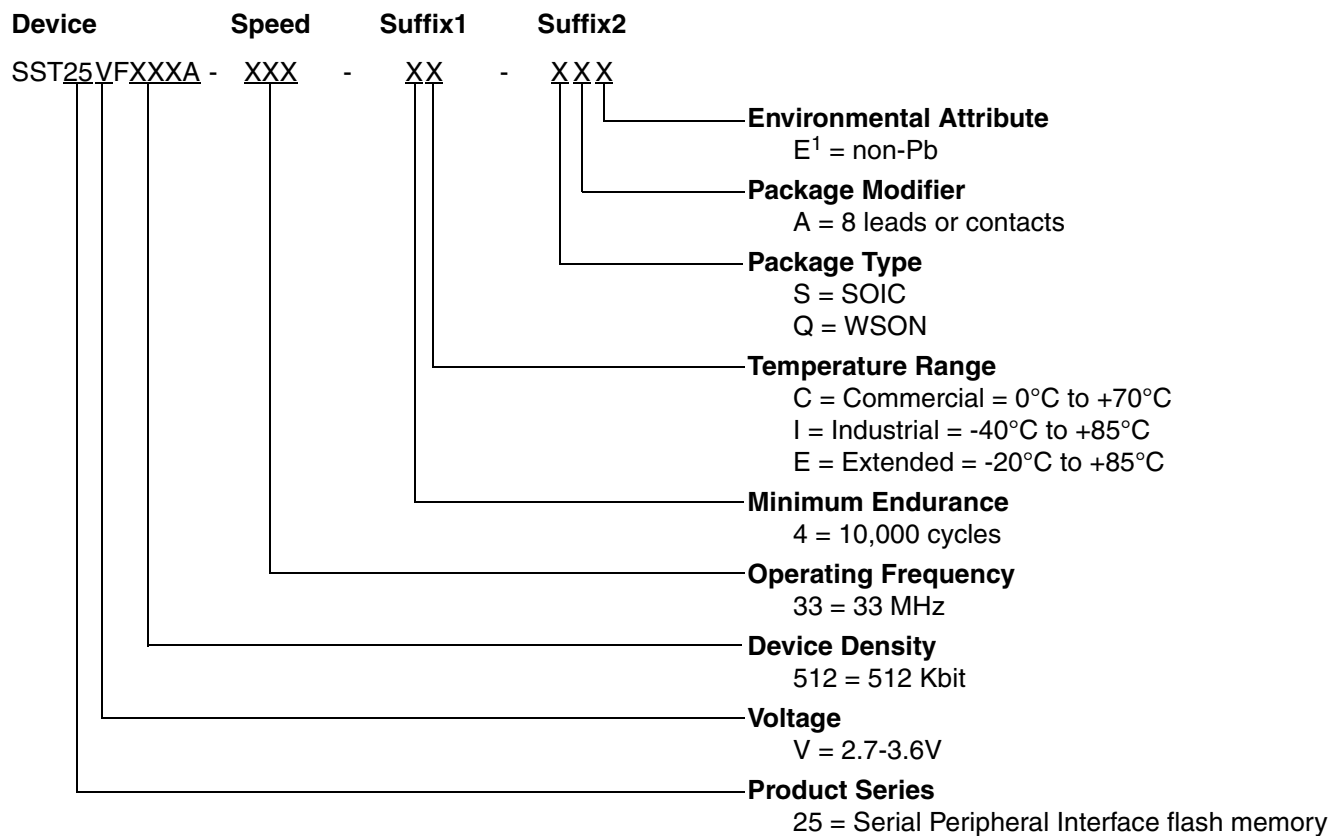 Device Speed Suffix1 Suffix2
SST25VFXXXA - XXX - XX - XXX
Environmental Attribute
E1 = non-Pb
Package Modifier
A = 8 leads or contacts
Package Type
S = SOIC
Q = WSON
Temperature Range
C = Commercial = 0°C to +70°C
I = Industrial = -40°C to +85°C
E = Extended = -20°C to +85°C
Minimum Endurance
4 = 10,000 cycles
Operating Frequency
33 = 33 MHz
Device Density
512 = 512 Kbit
Voltage
V = 2.7-3.6V
Product Series
25 = Serial Peripheral Interface flash memory